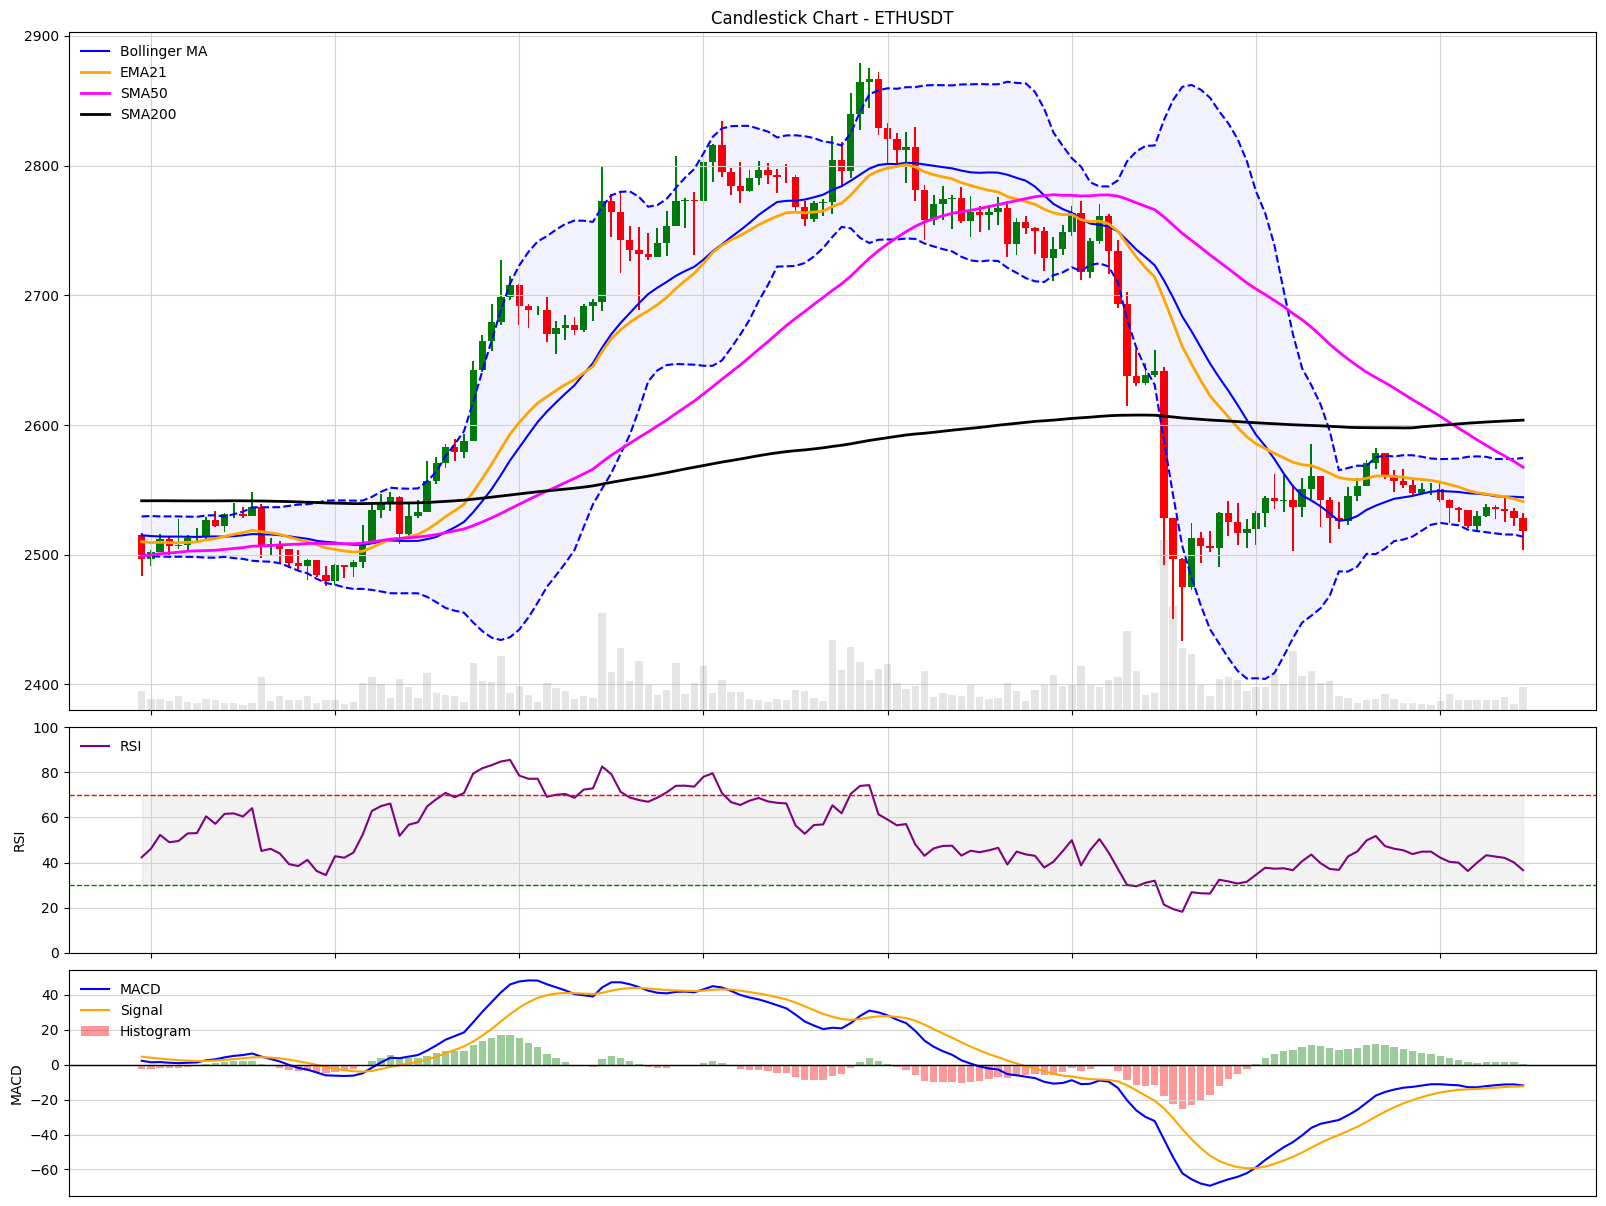 Candlestick Chart - ETHUSDT
2900
2800
2700
2600
2500
2400
Bollinger MA
EMA21
SMA50
SMA200
100
80
60
40
20
0
RSI
RSI
40
20
0
−20
−40
−60
MACD
MACD
Signal
Histogram